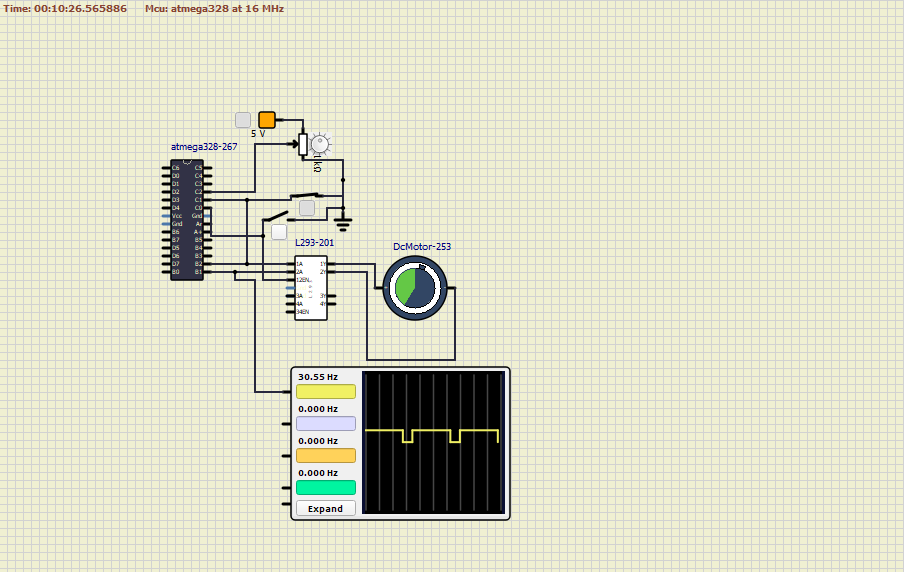 Time: 00:10:26.565886 Mcu: atmega328 at 16 MHz
5 V
1kΩ
atmega328-267
C6 C5
D0 C4
D1 C3
D2 C2
D3 C1
D4 C0
Vcc Gnd
Gnd Ar
B6 A+
B7 B5
D5 B4
D6 B3
D7 B2
B0 B1
L293-201
1A 1Y
2A 2Y
12EN
3A 3Y
4A 4Y
34EN
DcMotor-253
30.55 Hz
0.000 Hz
0.000 Hz
0.000 Hz
Expand